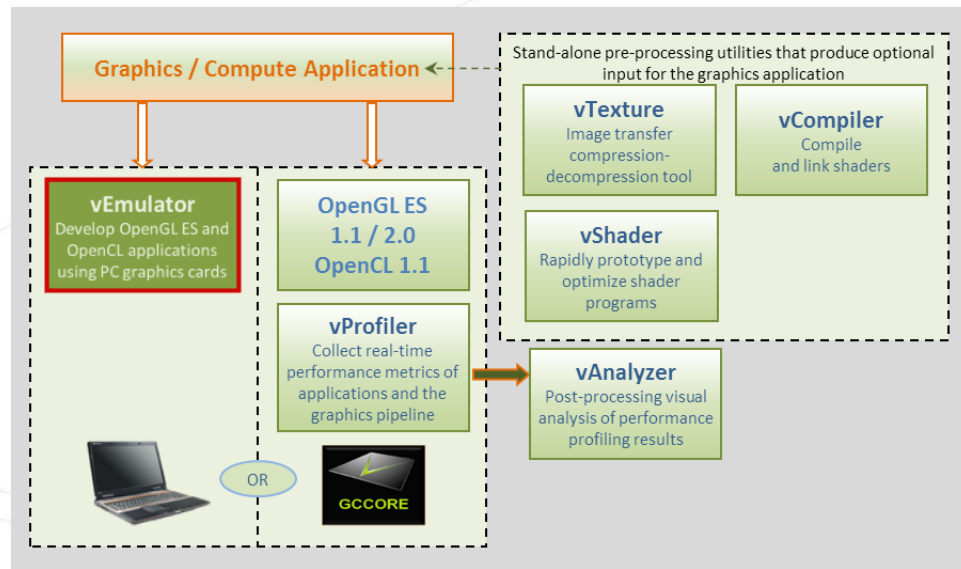 Graphics / Compute Application
Stand-alone pre-processing utilities that produce optional
input for the graphics application
vTexture
Image transfer
compression-
decompression tool
vCompiler
Compile
and link shaders
vShader
Rapidly prototype and
optimize shader
programs
vEmulator
Develop OpenGL ES and
OpenCL applications
using PC graphics cards
OpenGL ES
1.1 / 2.0
OpenCL 1.1
vProfiler
Collect real-time
performance metrics of
applications and the
graphics pipeline
vAnalyzer
Post-processing visual
analysis of performance
profiling results
OR
GCCORE